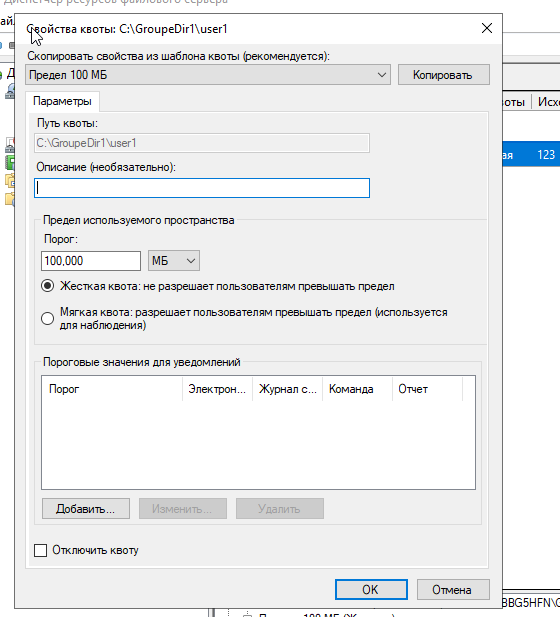 Диспетчер ресурсов файлового сервера
Свойства квоты: C:\GroupeDir1\user1
Скопировать свойства из шаблона квоты (рекомендуется):
Предел 100 МБ
Копировать
Параметры
Путь квоты:
C:\GroupeDir1\user1
Описание (необязательно):
Предел используемого пространства
Порог:
100,000
МБ
Жесткая квота: не разрешает пользователям превышать предел
Мягкая квота: разрешает пользователям превышать предел (используется
для наблюдения)
Пороговые значения для уведомлений
Порог Электрон... Журнал с... Команда Отчет
Добавить... Изменить... Удалить
Отключить квоту
OK Отмена
оты Исх
ая 123
BBG5HFN\G